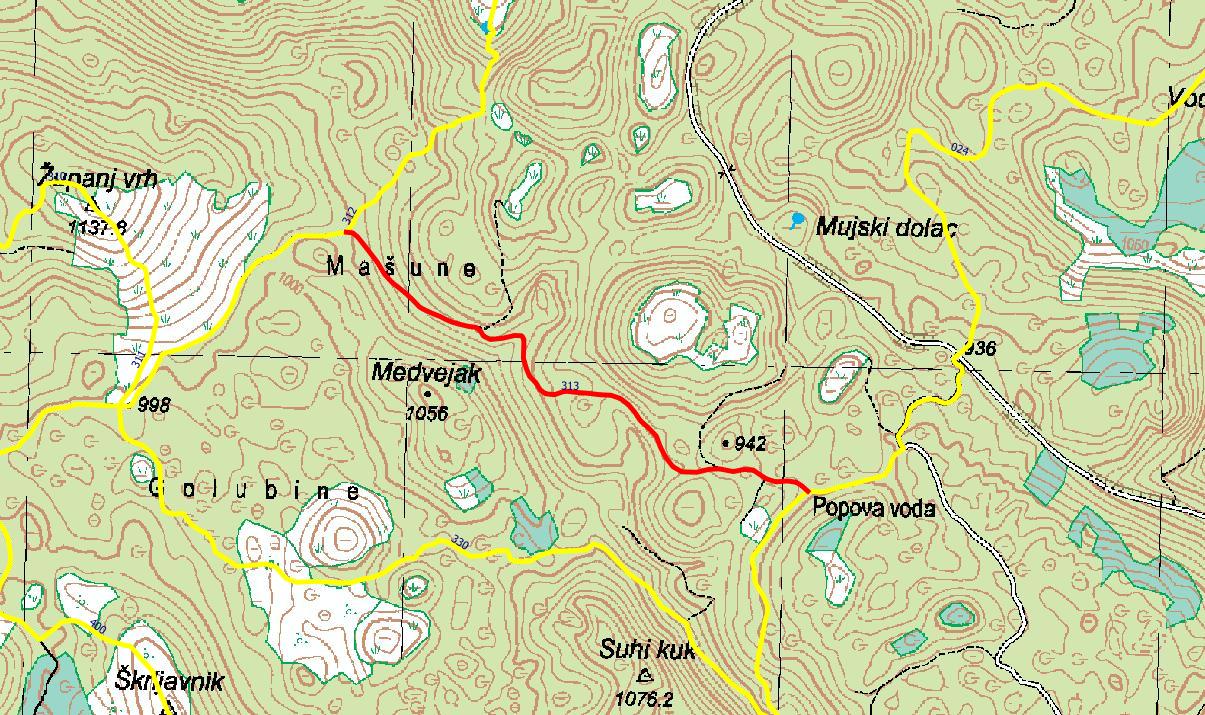 Županj vrh
1137.8
024
Mujski dolac
1050
312
Mašune
1000
936
Medvejak
1056
998
313
942
Golubine
Popova voda
330
400
Suhi kuk
1076.2
Škrljavnik